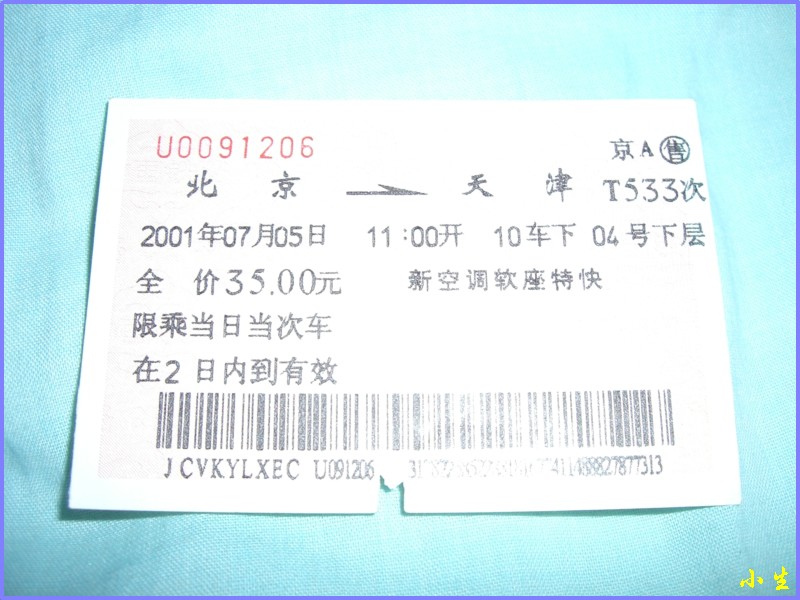 U0091206 京A售
北京 天津 T533次
2001年07月05日 11:00开 10车下 04号下层
全 价35.00元 新空调软座特快
限乘当日当次车
在2 日内到有效
JCVKYLXEC U091206
小生